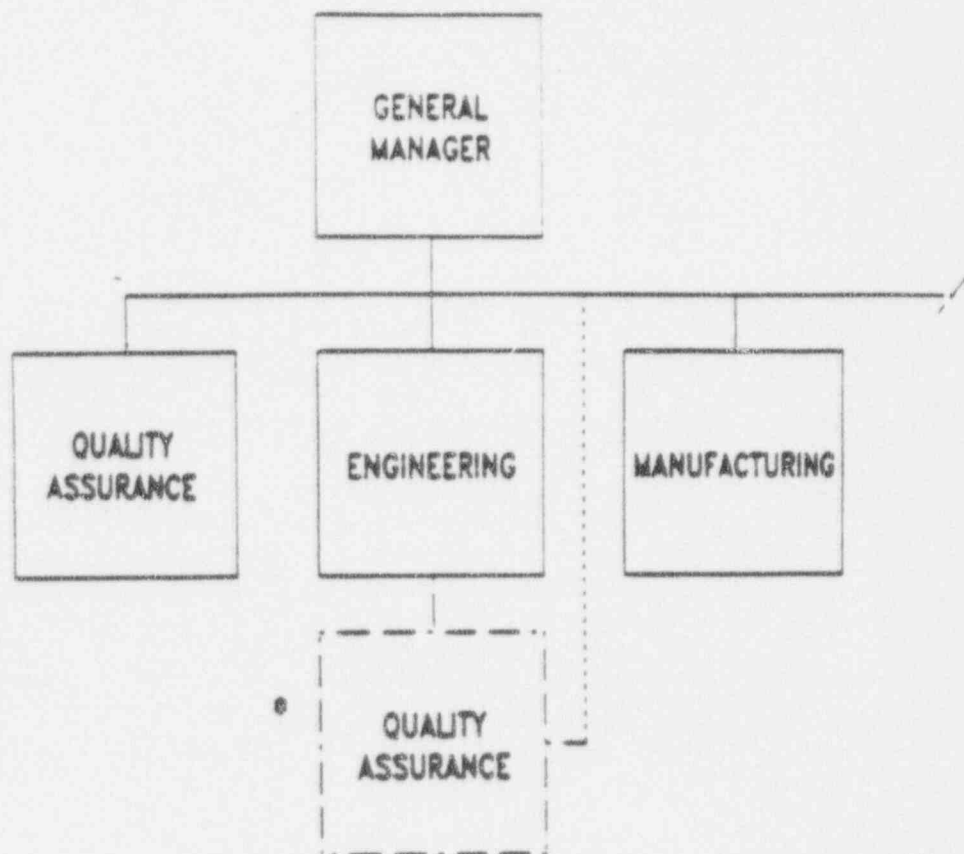 GENERAL
MANAGER
QUALITY
ASSURANCE
ENGINEERING
MANUFACTURING
QUALITY
ASSURANCE